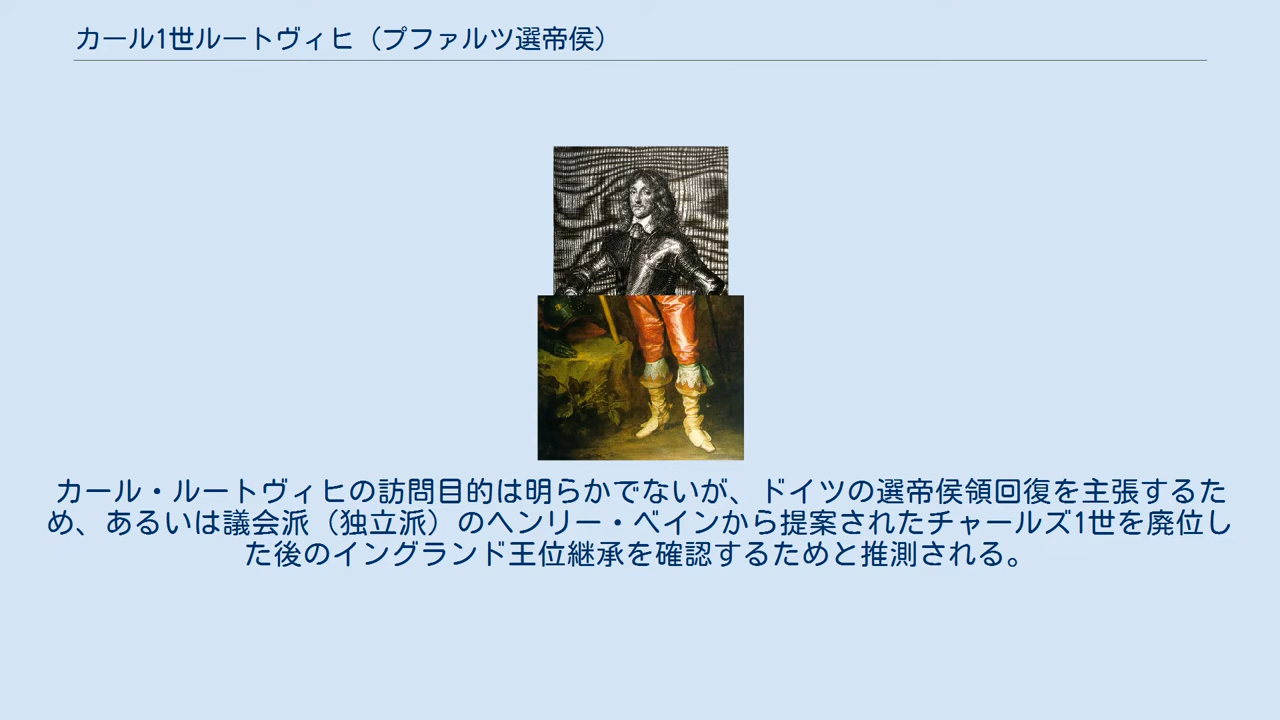 カール1世ルートヴィヒ（プファルツ選帝侯）
カール・ルートヴィヒの訪問目的は明らかでないが、ドイツの選帝侯領回復を主張するた
め、あるいは議会派（独立派）のヘンリー・ベインから提案されたチャールズ1世を廃位し
た後のイングランド王位継承を確認するためと推測される。